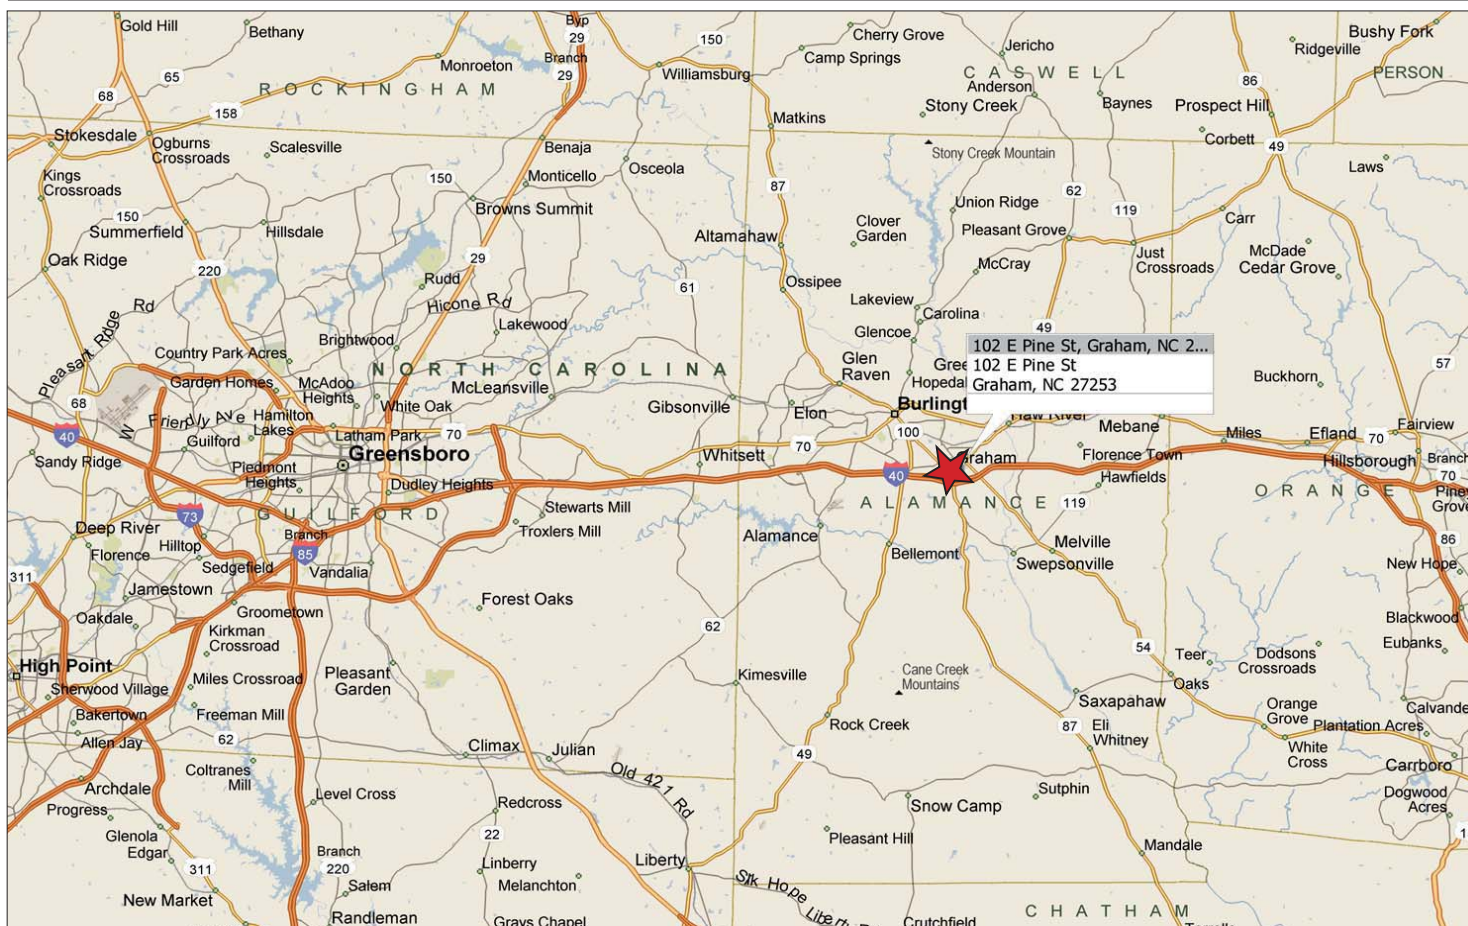 Gold Hill
Bethany
Byp
29
150
Cherry Grove
Jericho
Bushy Fork
Ridgeville
Monroeton
Branch
29
Camp Springs
65
Williamsburg
CASWELL
PERSON
68
ROCKINGHAM
Anderson
86
158
Stony Creek
Baynes
Prospect Hill
Matkins
Stokesdale
Ogburns
Crossroads
Scalesville
Benaja
Corbett
49
Stony Creek Mountain
Laws
Kings
Crossroads
150
Monticello
Osceola
87
62
150
Browns Summit
Union Ridge
119
Carr
Summerfield
Hillsdale
Clover
Garden
Pleasant Grove
Altamahaw
Just
Crossroads
McDade
Cedar Grove
Oak Ridge
220
29
McCray
Rudd
61
Ossipee
Pleasant Ridge
Rd
Hicone Rd
Lakeview
Carolina
Lakewood
Glencoe
49
Brightwood
102 E Pine St, Graham, NC 2...
102 E Pine St
Graham, NC 27253
Country Park Acres
NORTH CAROLINA
Glen
Raven
Gree
57
Garden Homes
McAdoo
Heights
McLeansville
Hopedal
Buckhorn
68
White Oak
Gibsonville
Elon
Burlingt
W Friendly Ave
Hamilton
Lakes
Haw River
Mebane
Fairview
40
Guilford
Latham Park
70
70
100
Miles
Efland
70
Sandy Ridge
Greensboro
Whitsett
Graham
Florence Town
Hillsborough
Branch
70
Piedmont
Heights
Dudley Heights
40
Hawfields
GUILFORD
ALAMANCE
119
ORANGE
Piney
Grove
73
Stewarts Mill
Deep River
Branch
Troxlers Mill
Alamance
86
Hilltop
85
Florence
Bellemont
Melville
Swepsonville
New Hope
311
Sedgefield
Vandalia
Jamestown
Forest Oaks
Oakdale
Groometown
Blackwood
Kirkman
Crossroad
62
54
Eubanks
High Point
Teer
Dodsons
Crossroads
Pleasant
Garden
Kimesville
Cane Creek
Mountains
Miles Crossroad
Oaks
Sherwood Village
Saxapahaw
Calvande
Bakertown
Freeman Mill
Rock Creek
87
Eli
Whitney
Orange
Grove
Plantation Acres
Allen Jay
62
Climax
Julian
49
White
Cross
Coltranes
Mill
Old 421 Rd
Carrboro
Archdale
Level Cross
Redcross
Snow Camp
Sutphin
Dogwood
Acres
Progress
Glenola
22
Pleasant Hill
1
Edgar
Branch
220
Linberry
Liberty
Mandale
311
Melanchton
Silk Hope
Liberty
New Market
Salem
Randleman
Grays Chapel
CHATHAM
Crutchfield